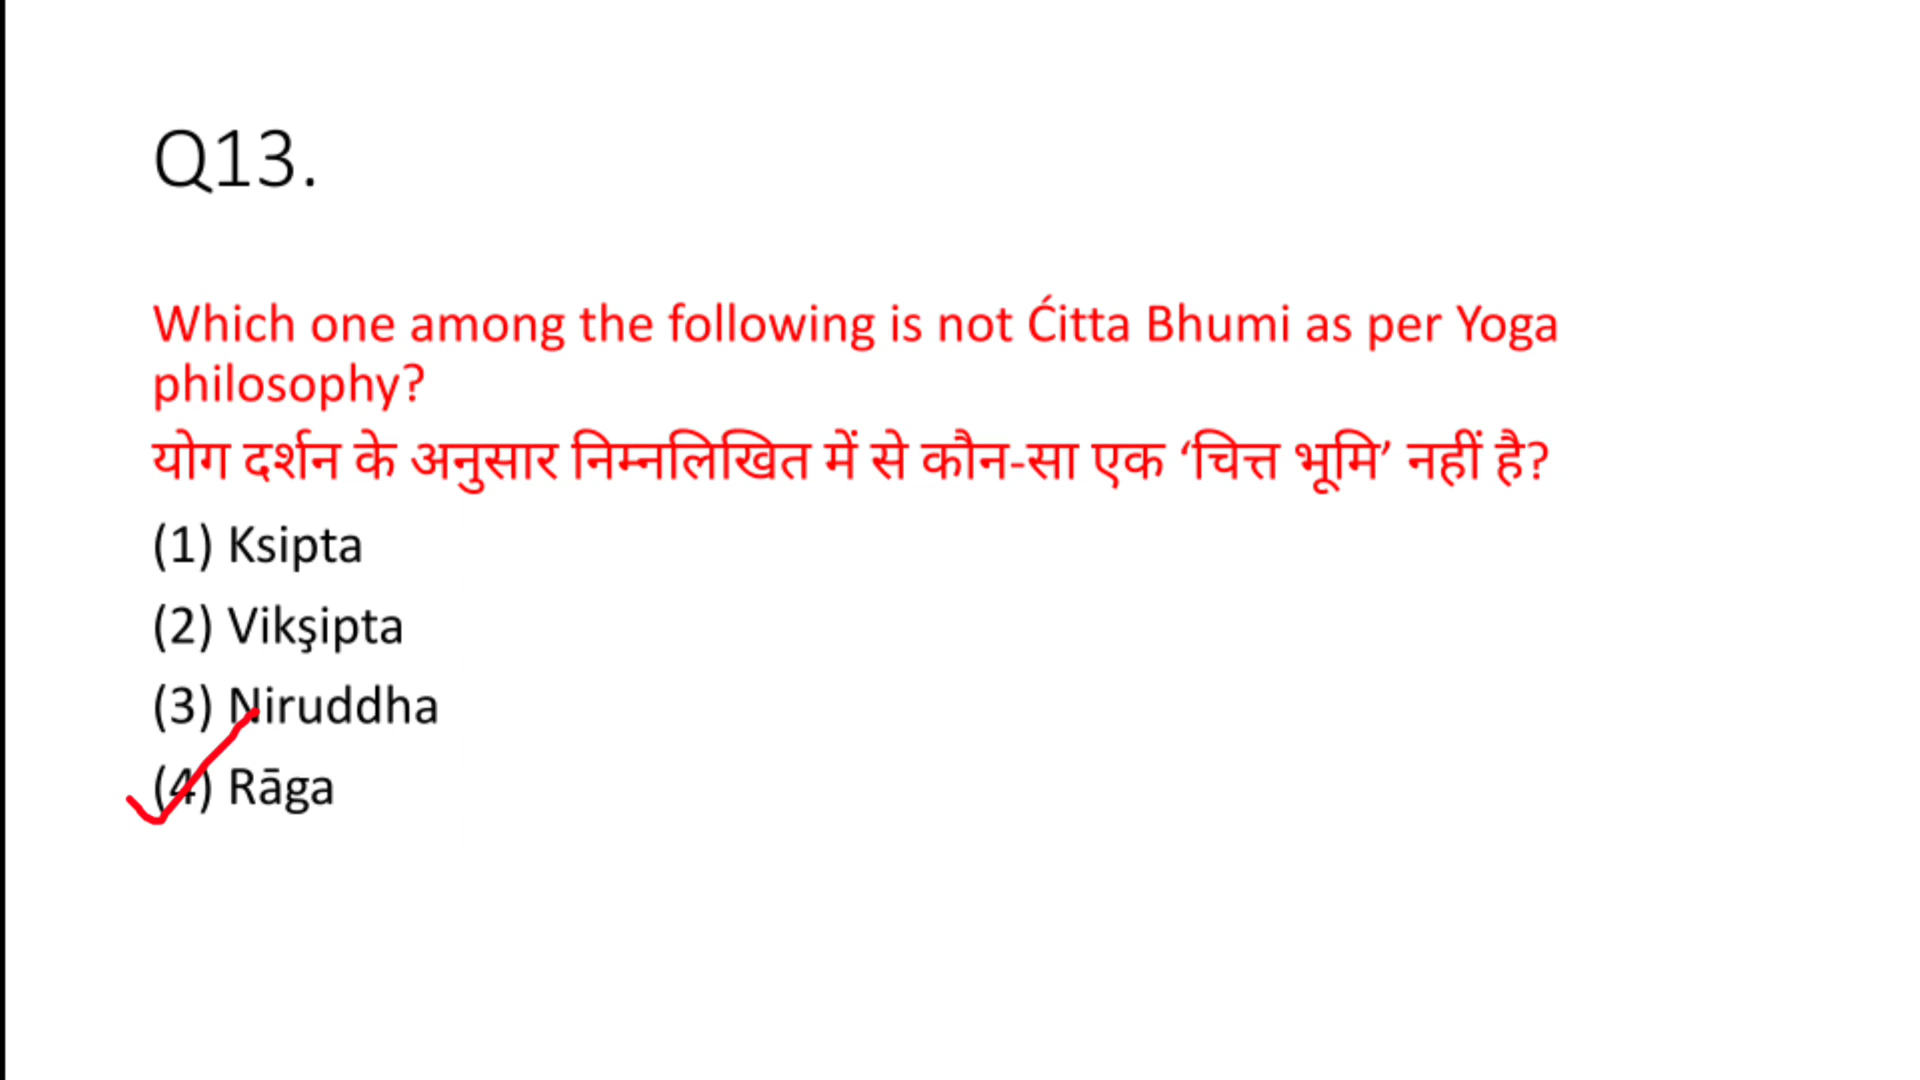 Q13.
Which one among the following is not Ćitta Bhumi as per Yoga
philosophy?
योग दर्शन के अनुसार निम्नलिखित में से कौन-सा एक ‘चित्त भूमि’ नहीं है?
(1) Ksipta
(2) Vikşipta
(3) Niruddha
(4) Rāga